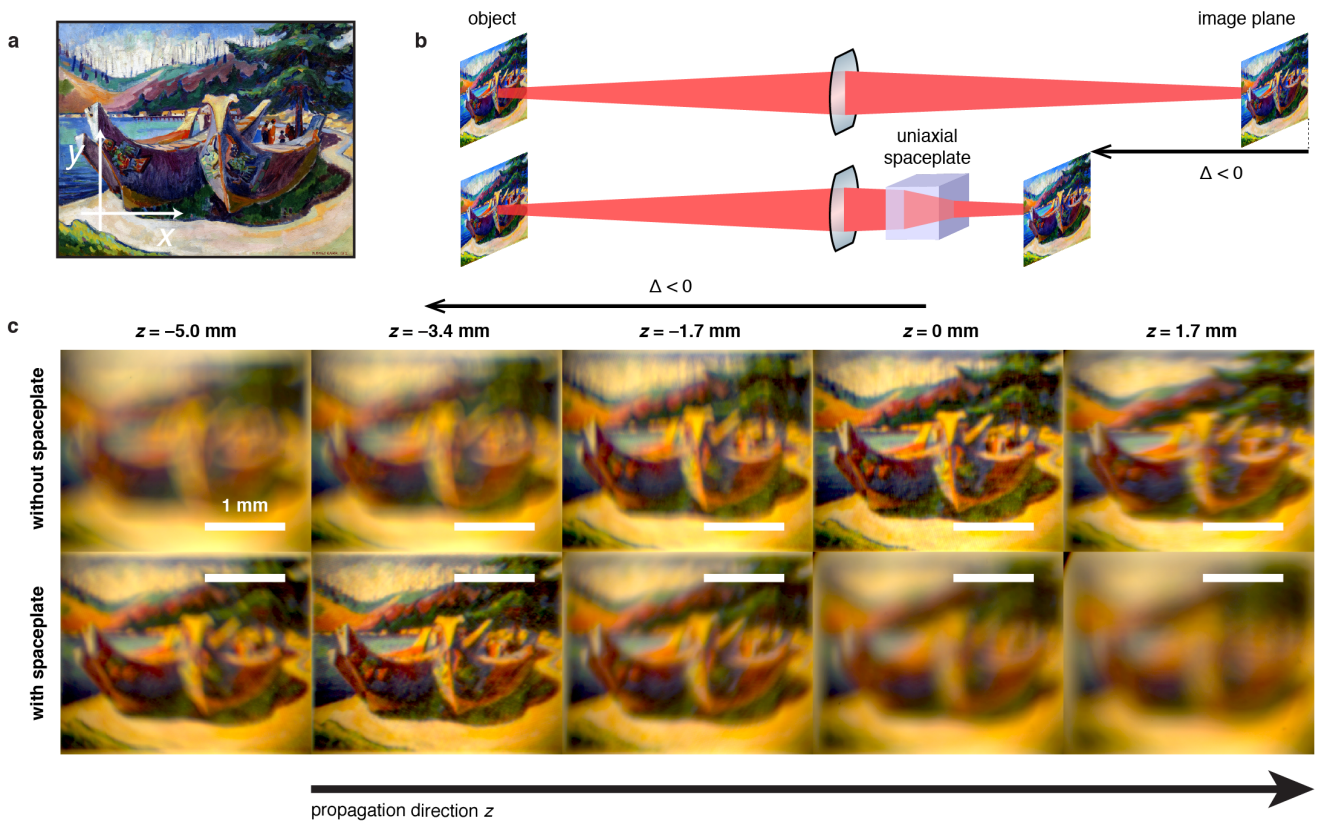 a
y
x
b
object
image plane
uniaxial
spaceplate
Δ < 0
Δ < 0
c
z = −5.0 mm
z = −3.4 mm
z = −1.7 mm
z = 0 mm
z = 1.7 mm
without spaceplate
1 mm
with spaceplate
propagation direction z